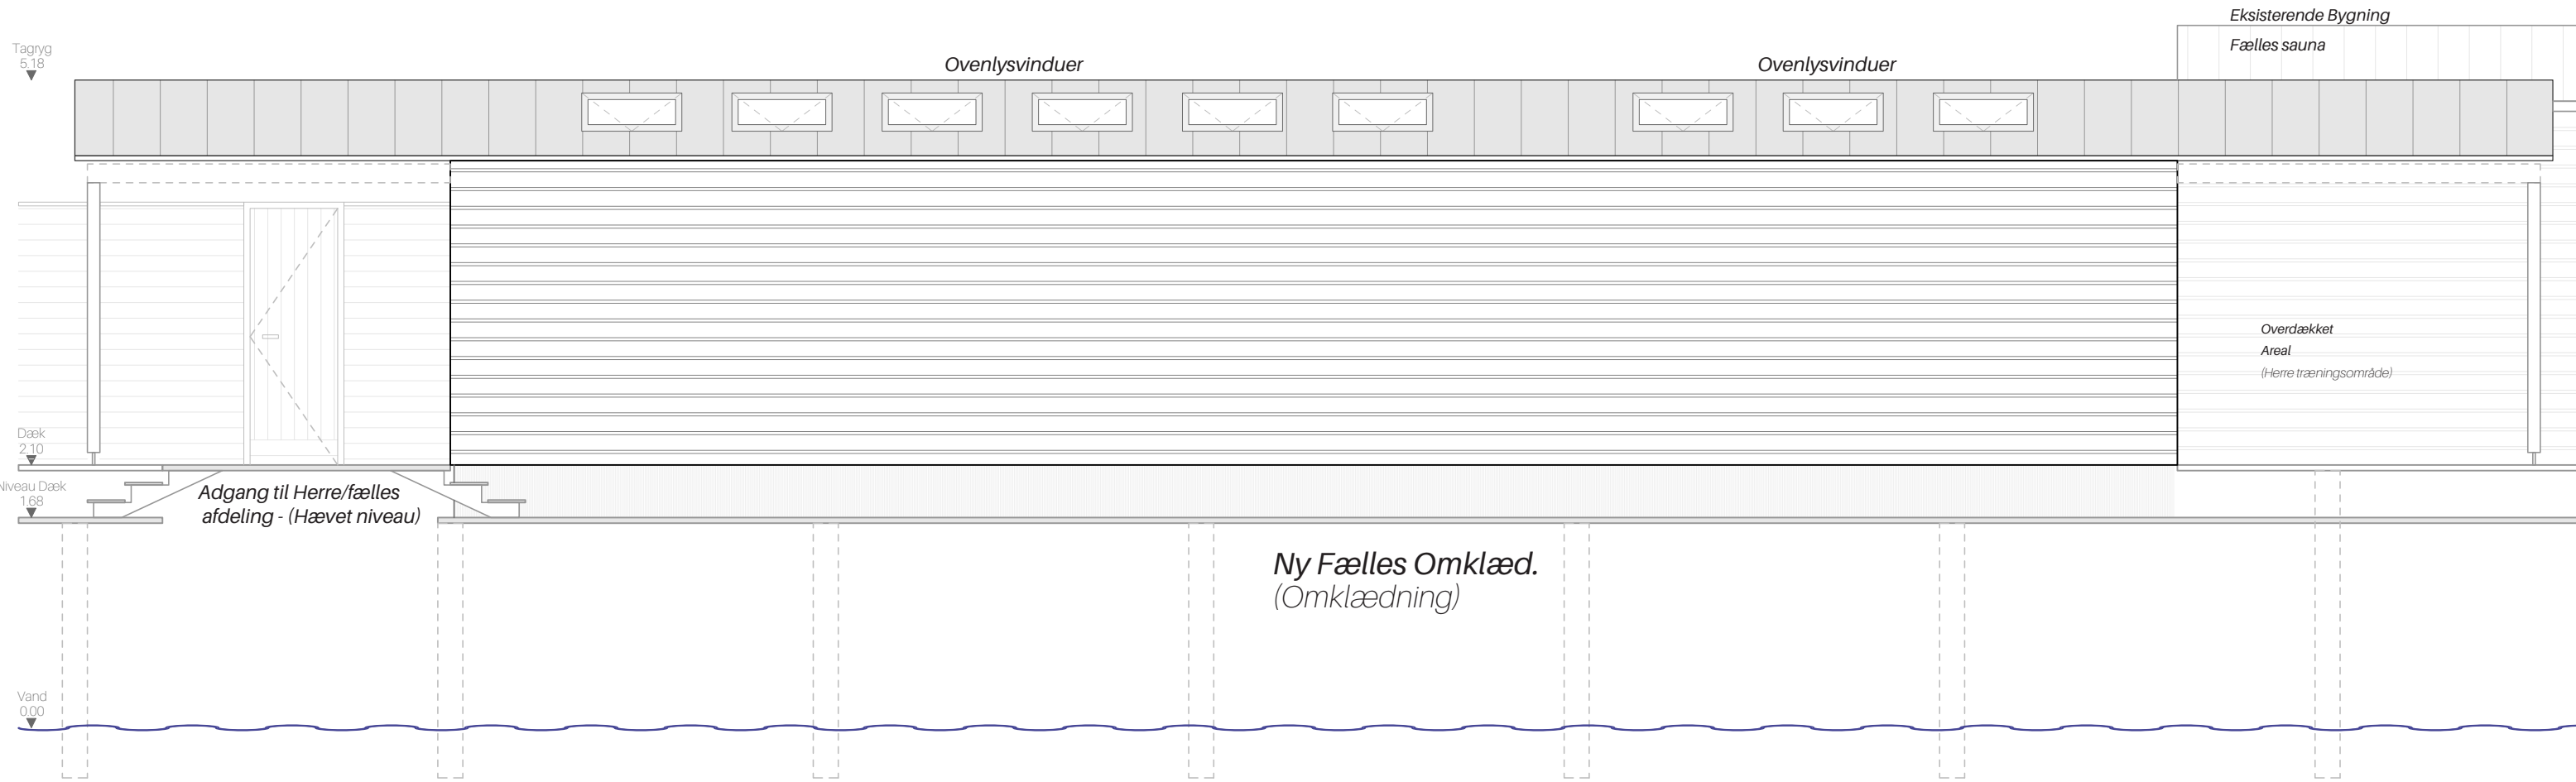 Eksisterende Bygning
Fælles sauna
Tagryg
5.18
Ovenlysvinduer
Ovenlysvinduer
Overdækket
Areal
(Herre træningsområde)
Dæk
2.10
Niveau Dæk
1.68
Adgang til Herre/fælles
afdeling - (Hævet niveau)
Ny Fælles Omklæd.
(Omklædning)
Vand
0.00